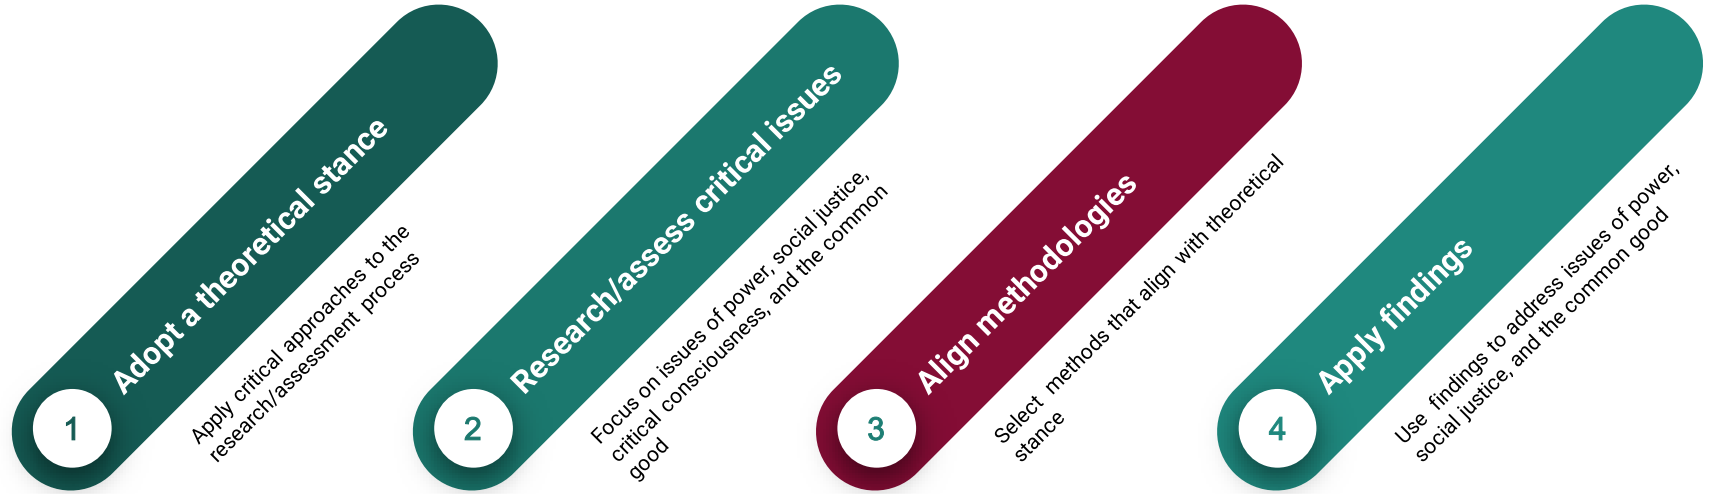 1
Adopt a theoretical stance
Apply critical approaches to the
research/assessment process
2
Research/assess critical issues
Focus on issues of power, social justice,
critical consciousness, and the common
good
3
Align methodologies
Select methods that align with theoretical
stance
4
Apply findings
Use findings to address issues of power,
social justice, and the common good